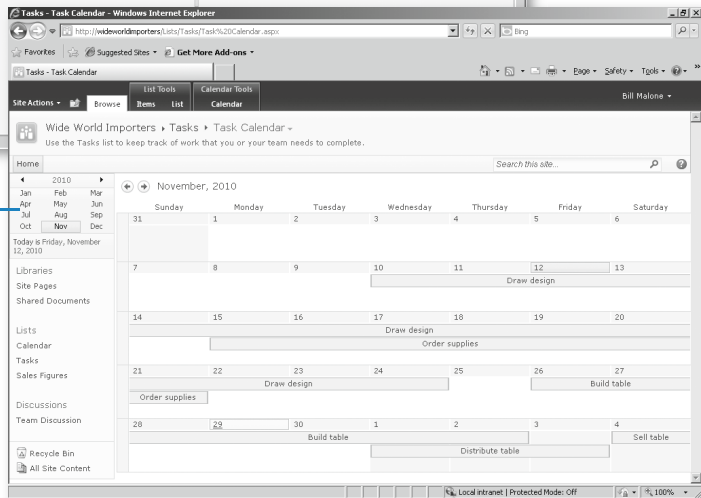 Tasks - Task Calendar - Windows Internet Explorer
http://wideworldimporters/Lists/Tasks/Task%20Calendar.aspx
Bing
Favorites Suggested Sites Get More Add-ons
Tasks - Task Calendar
Page Safety Tools
List Tools Calendar Tools
Site Actions Browse Items List Calendar Bill Malone
Wide World Importers Tasks Task Calendar
Use the Tasks list to keep track of work that you or your team needs to complete.
Home Search this site...
2010
Jan Feb Mar
Apr May Jun
Jul Aug Sep
Oct Nov Dec
Today is Friday, November 12, 2010
Libraries
Site Pages
Shared Documents
Lists
Calendar
Tasks
Sales Figures
Discussions
Team Discussion
Recycle Bin
All Site Content
November, 2010
Sunday Monday Tuesday Wednesday Thursday Friday Saturday
31 1 2 3 4 5 6
7 8 9 10 11 12 13
Draw design
14 15 16 17 18 19 20
Draw design
Order supplies
21 22 23 24 25 26 27
Draw design Build table
Order supplies
28 29 30 1 2 3 4
Build table Sell table
Distribute table
Local intranet | Protected Mode: Off 100%